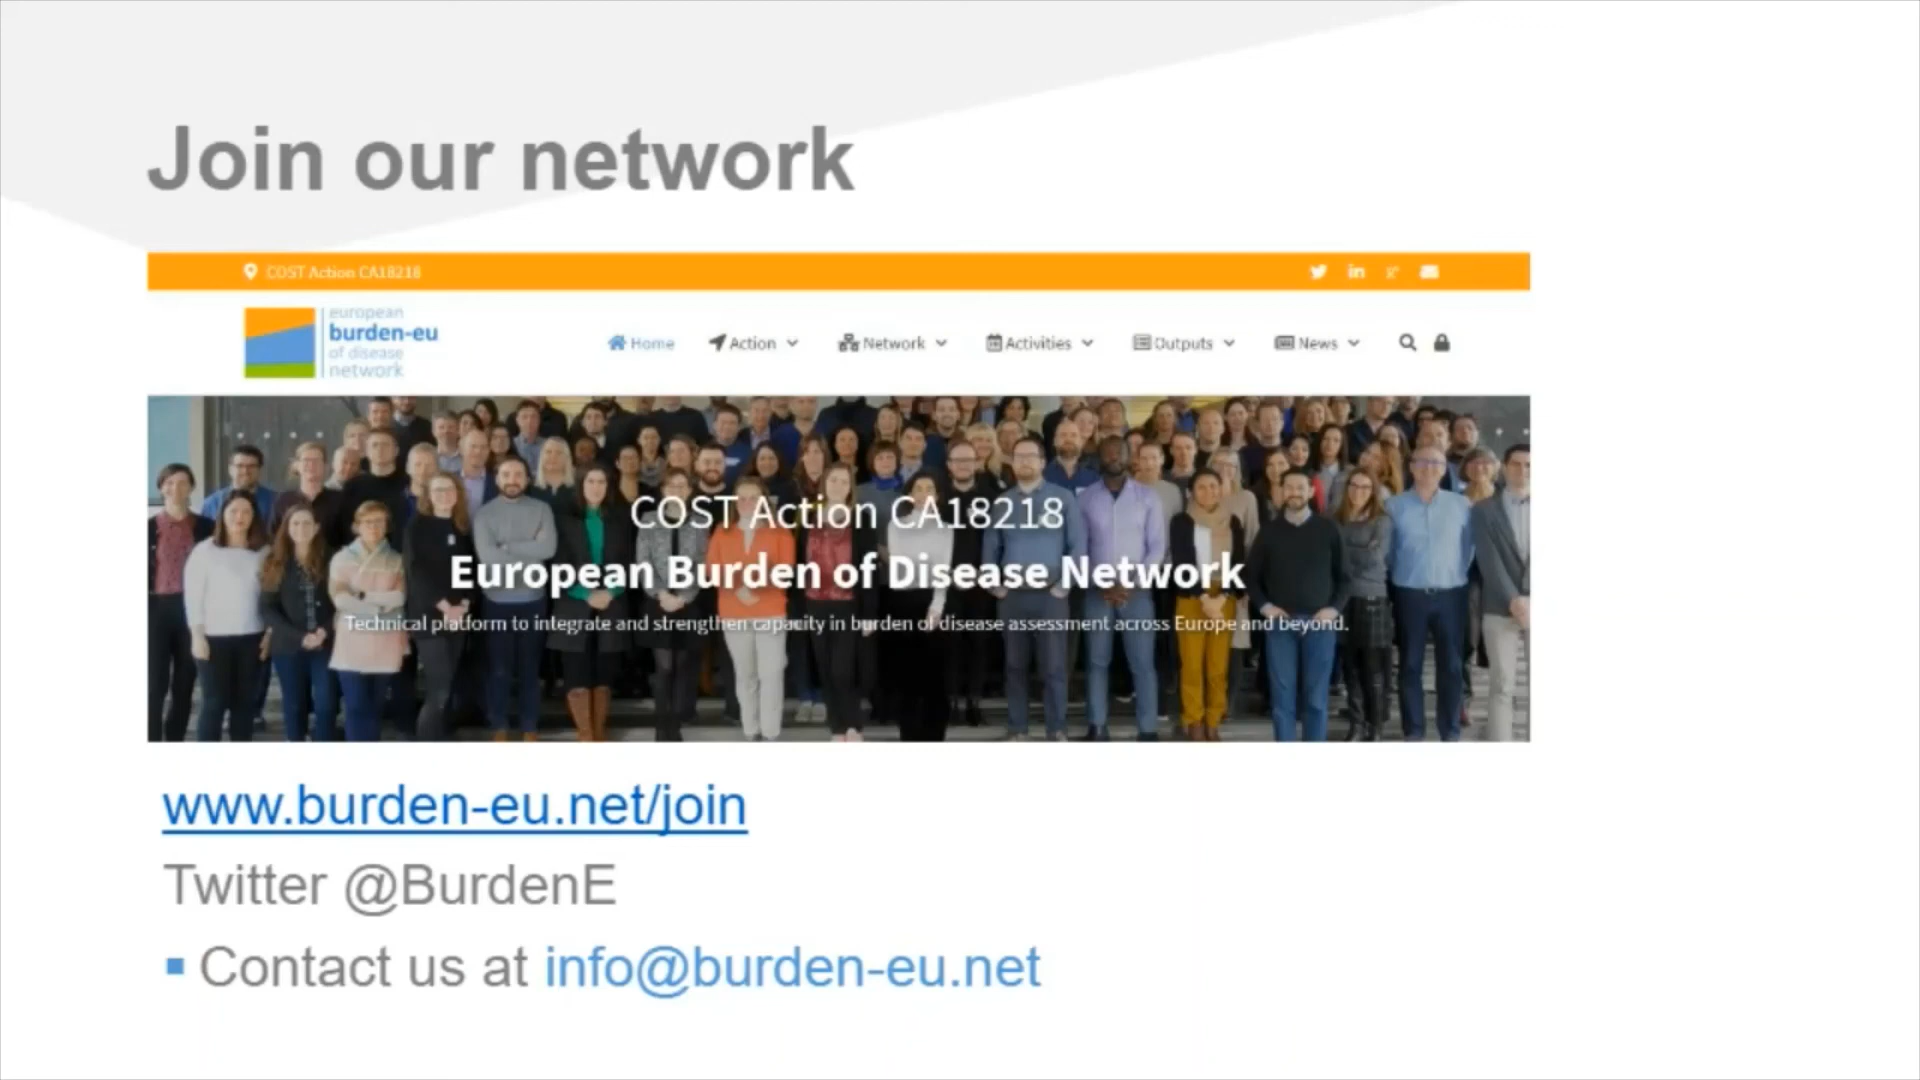 Join our network
COST Action CA18218
european
burden-eu
of disease
network
Home Action Network Activities Outputs News
COST Action CA18218
European Burden of Disease Network
Technical platform to integrate and strengthen capacity in burden of disease assessment across Europe and beyond.
www.burden-eu.net/join
Twitter @BurdenE
▪ Contact us at info@burden-eu.net